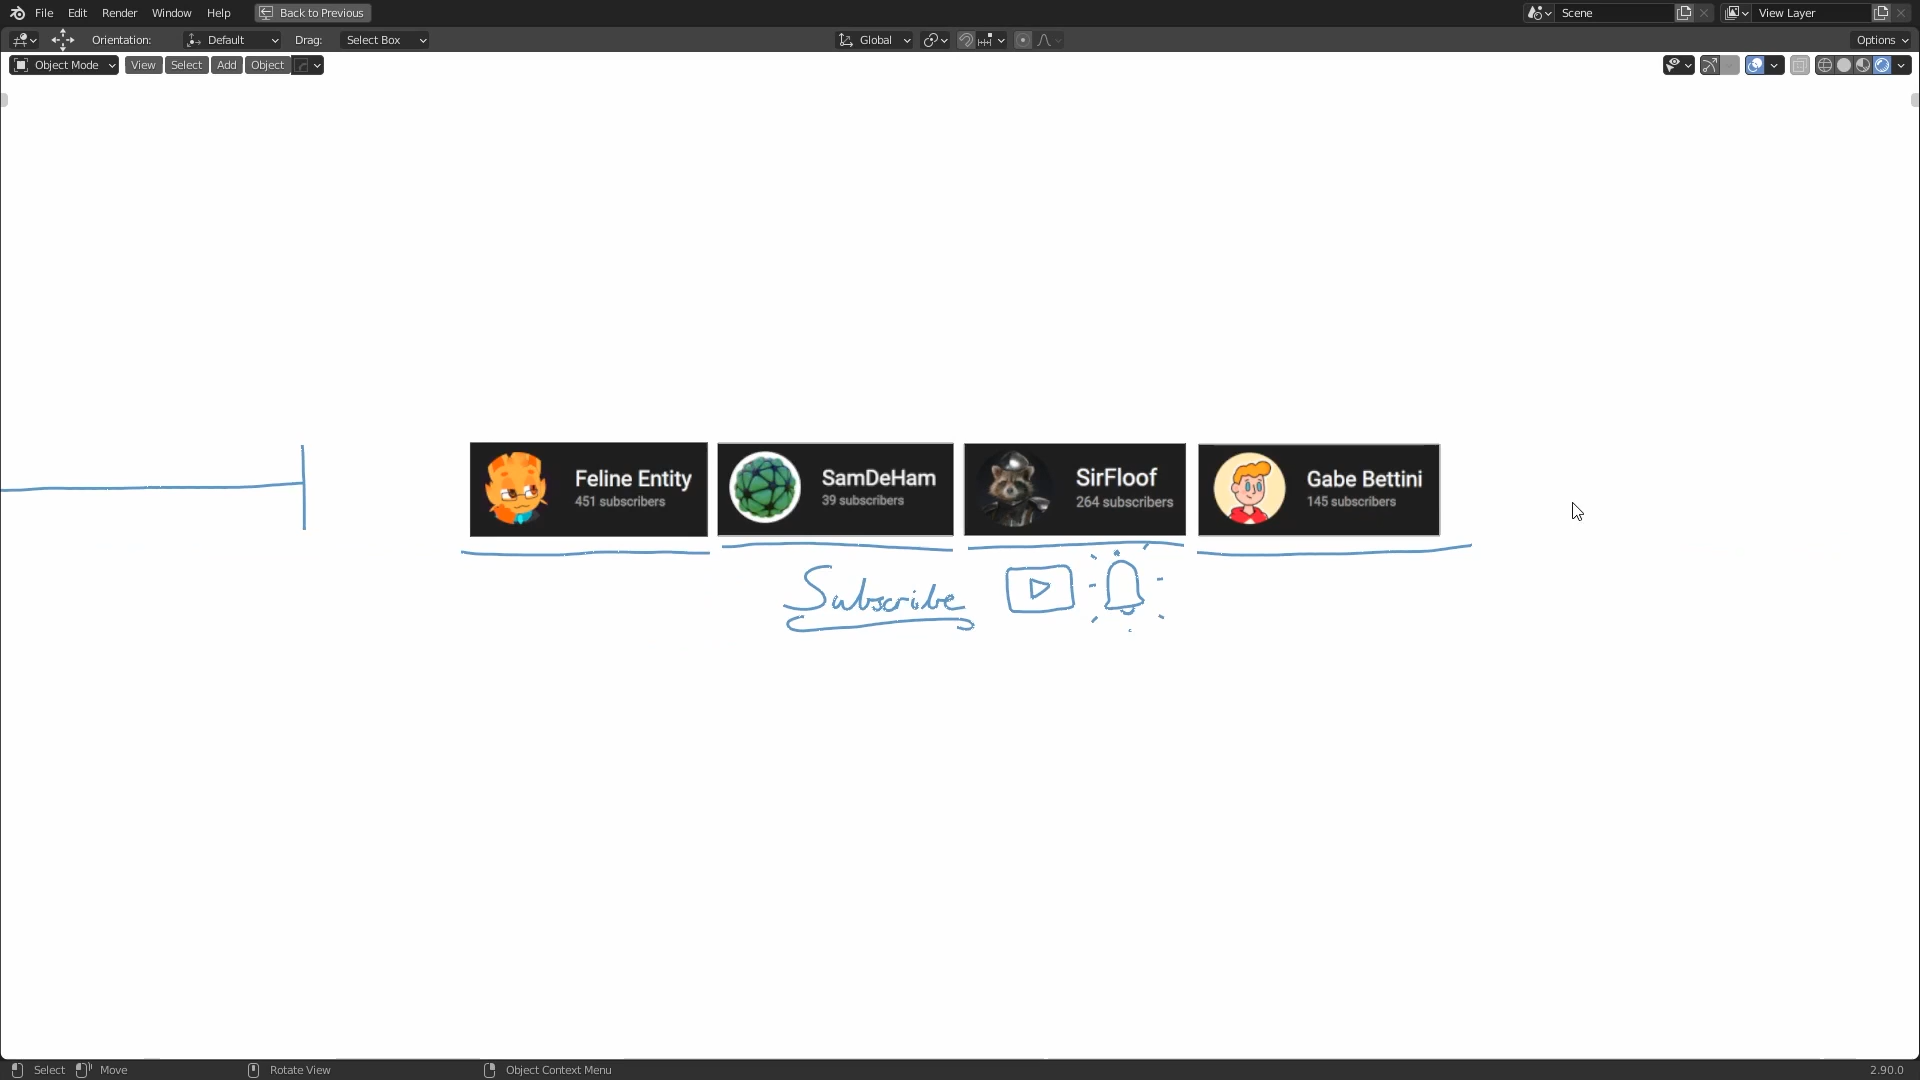 File Edit Render Window Help Back to Previous Scene View Layer
Orientation: Default Drag: Select Box Global Options
Object Mode View Select Add Object
Feline Entity
451 subscribers
SamDeHam
39 subscribers
SirFloof
264 subscribers
Gabe Bettini
145 subscribers
Subscribe
Select Move Rotate View Object Context Menu 2.90.0